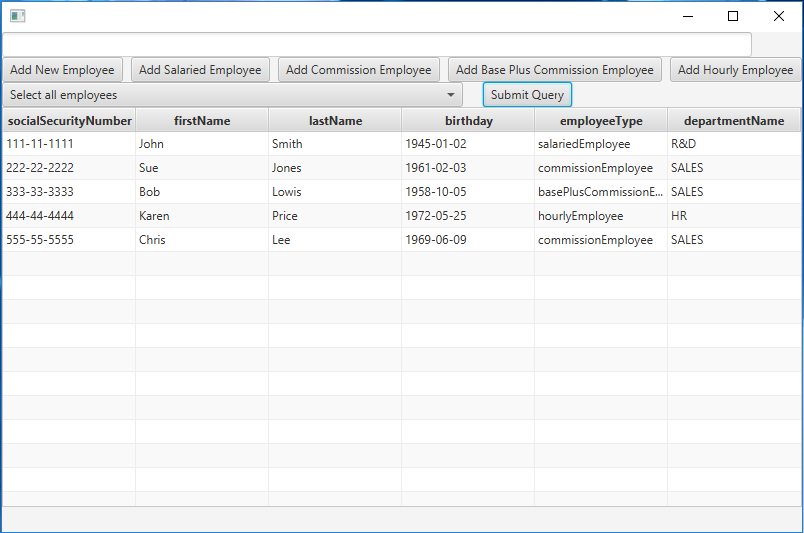 Add New Employee Add Salaried Employee Add Commission Employee Add Base Plus Commission Employee Add Hourly Employee
Select all employees Submit Query
socialSecurityNumber firstName lastName birthday employeeType departmentName
111-11-1111 John Smith 1945-01-02 salariedEmployee R&D
222-22-2222 Sue Jones 1961-02-03 commissionEmployee SALES
333-33-3333 Bob Lowis 1958-10-05 basePlusCommissionE... SALES
444-44-4444 Karen Price 1972-05-25 hourlyEmployee HR
555-55-5555 Chris Lee 1969-06-09 commissionEmployee SALES